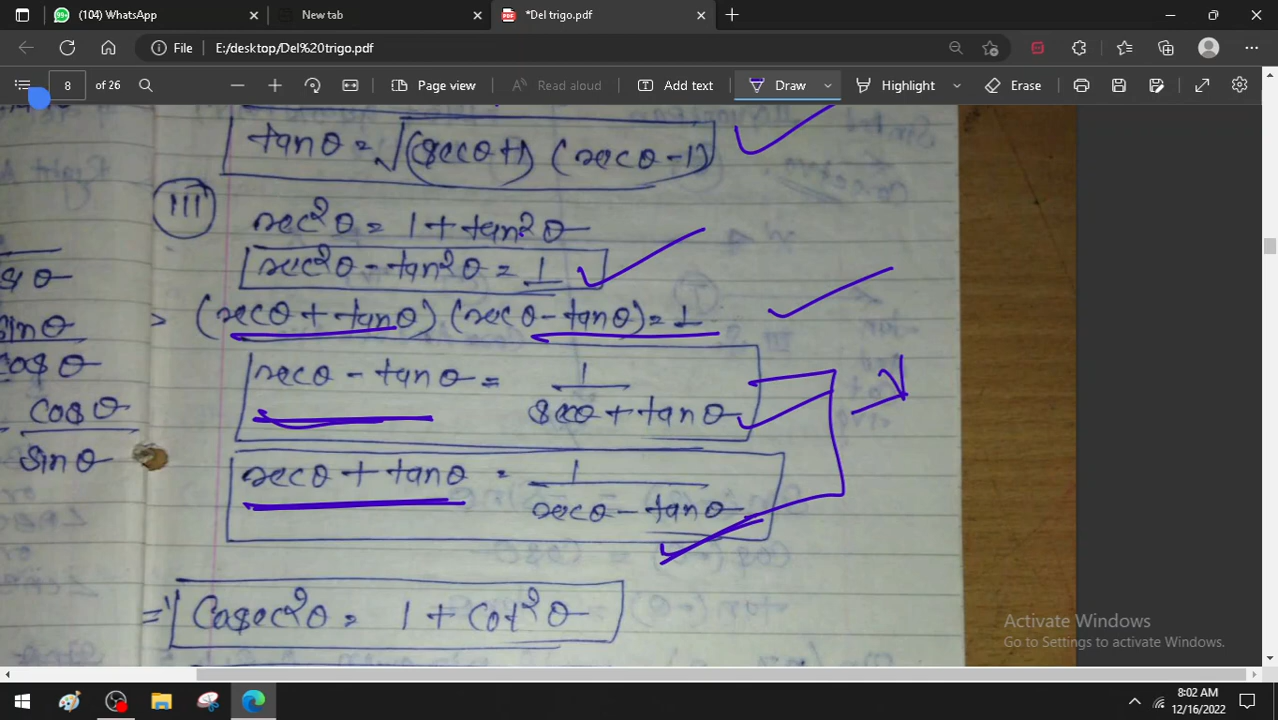 (104) WhatsApp
New tab
*Del trigo.pdf
File E:/desktop/Del%20trigo.pdf
8 of 26
Page view
Read aloud
Add text
Draw
Highlight
Erase
tanθ = √(secθ+1) (secθ-1)
III
sec²θ = 1 + tan²θ
sec²θ - tan²θ = 1
(secθ + tanθ) (secθ - tanθ) = 1
secθ - tanθ = 1/secθ + tanθ
secθ + tanθ = 1/secθ - tanθ
Cosec²θ = 1 + Cot²θ
sinθ
cosθ
cosθ
sinθ
Activate Windows
Go to Settings to activate Windows.
8:02 AM
12/16/2022